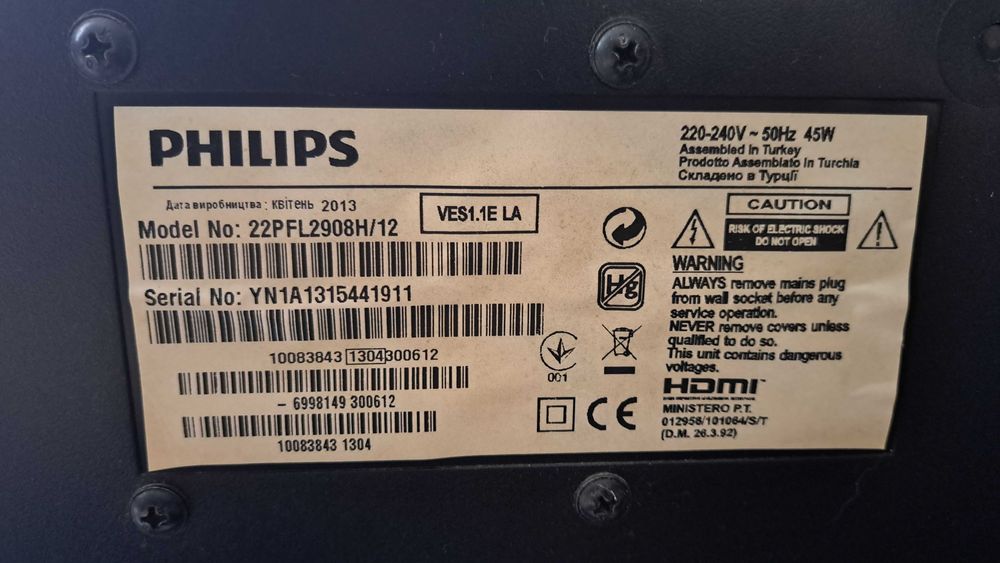 PHILIPS
220-240V ~ 50Hz 45W
Assembled in Turkey
Prodotto Assemblato in Turchia
Складено в Турції
Дата виробництва : квітень 2013
VES1.1E LA
Model No: 22PFL2908H/12
Serial No: YN1A1315441911
10083843 1304 300612
- 6998149 300612
10083843 1304
Hg
001
CE
CAUTION
RISK OF ELECTRIC SHOCK
DO NOT OPEN
WARNING
ALWAYS remove mains plug
from wall socket before any
service operation.
NEVER remove covers unless
qualified to do so.
This unit contains dangerous
voltages.
HDMI
MINISTERO P.T.
012958/101064/S/T
(D.M. 26.3.92)